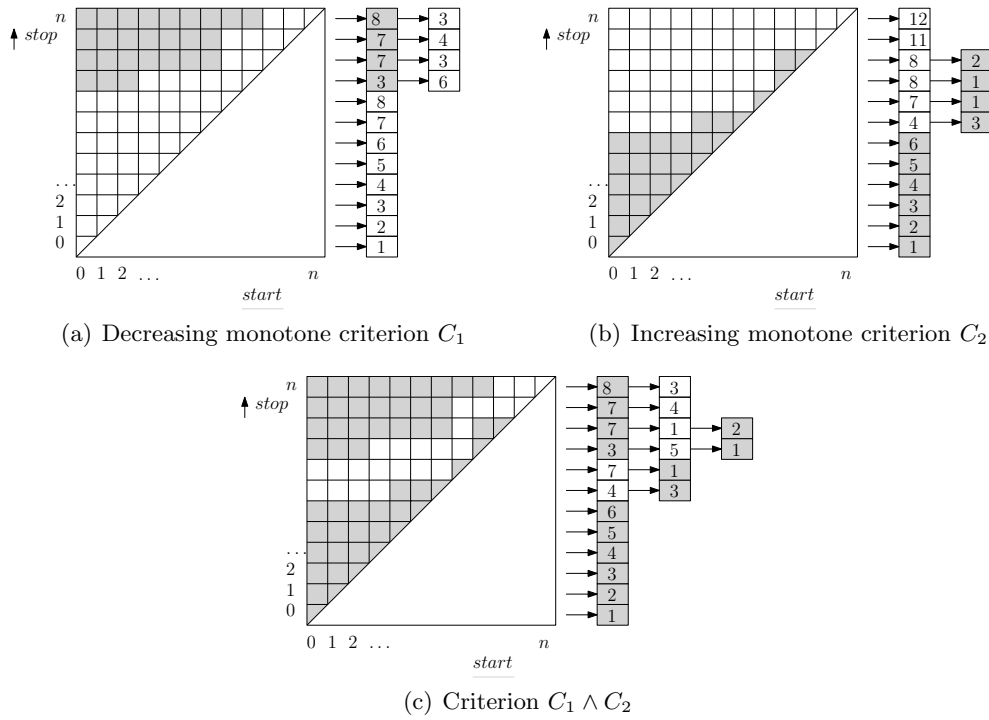 n
stop
...
2
1
0
0 1 2 ... n
start
8 3
7 4
7 3
3 6
8
7
6
5
4
3
2
1
(a) Decreasing monotone criterion C1
n
stop
...
2
1
0
0 1 2 ... n
start
12
11
8 2
8 1
7 1
4 3
6
5
4
3
2
1
(b) Increasing monotone criterion C2
n
stop
...
2
1
0
0 1 2 ... n
start
8 3
7 4
7 1 2
3 5 1
7 1
4 3
6
5
4
3
2
1
(c) Criterion C1 ∧ C2